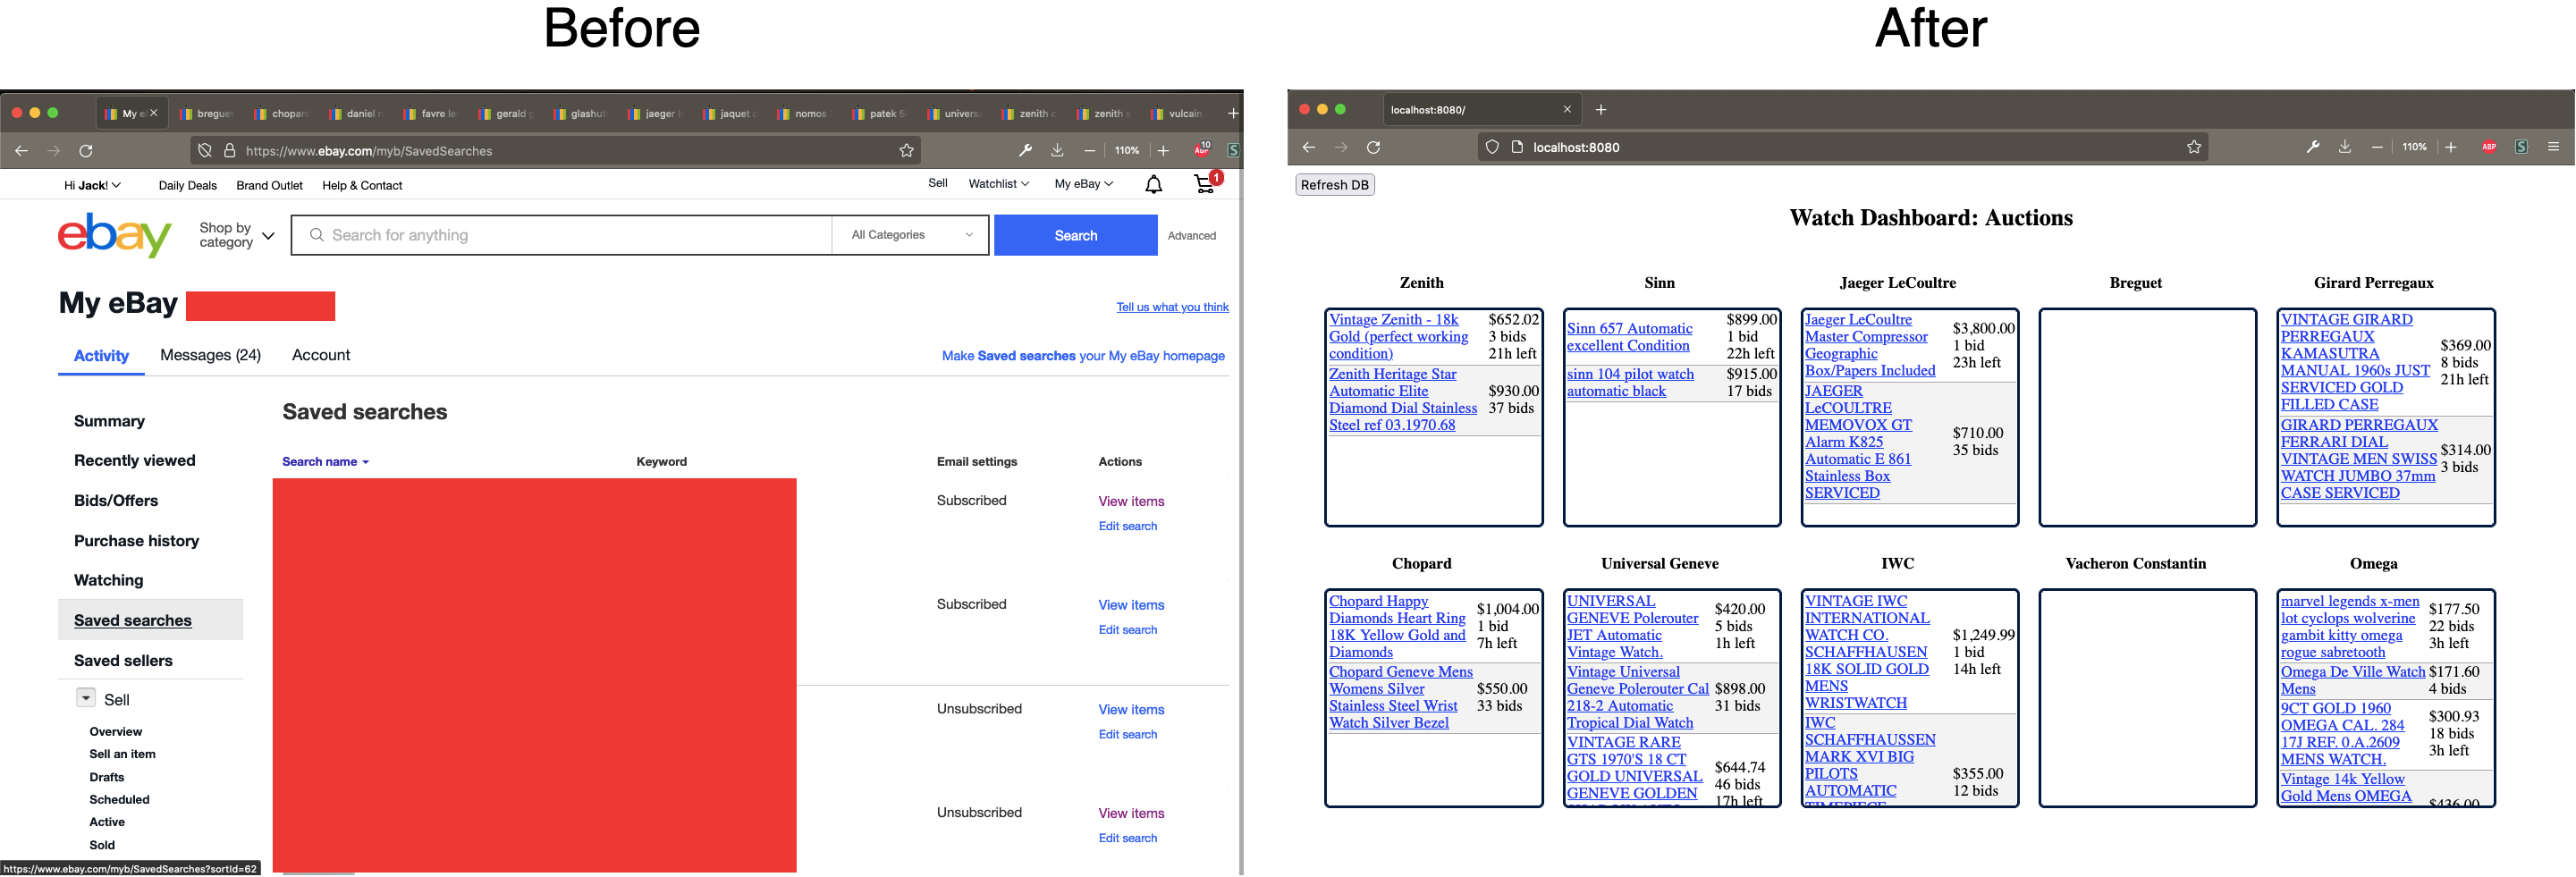 Before
After
My e
breguet
chopard
daniel r
favre le
gerald g
glashut
jaeger l
jaquet d
nomos
patek 5
univers
zenith c
zenith s
vulcain
https://www.ebay.com/myb/SavedSearches
110%
ABP
10
S
Hi Jack!
Daily Deals
Brand Outlet
Help & Contact
Sell
Watchlist
My eBay
1
ebay
Shop by
category
Search for anything
All Categories
Search
Advanced
My eBay
Tell us what you think
Activity
Messages (24)
Account
Make Saved searches your My eBay homepage
Summary
Recently viewed
Bids/Offers
Purchase history
Watching
Saved searches
Saved sellers
Sell
Overview
Sell an item
Drafts
Scheduled
Active
Sold
Saved searches
Search name
Keyword
Email settings
Actions
Subscribed
View items
Edit search
Subscribed
View items
Edit search
Unsubscribed
View items
Edit search
Unsubscribed
View items
Edit search
https://www.ebay.com/myb/SavedSearches?sortId=62
localhost:8080/
localhost:8080
110%
ABP
S
Refresh DB
Watch Dashboard: Auctions
Zenith
Vintage Zenith - 18k
Gold (perfect working
condition)
$652.02
3 bids
21h left
Zenith Heritage Star
Automatic Elite
Diamond Dial Stainless
Steel ref 03.1970.68
$930.00
37 bids
Sinn
Sinn 657 Automatic
excellent Condition
$899.00
1 bid
22h left
sinn 104 pilot watch
automatic black
$915.00
17 bids
Jaeger LeCoultre
Jaeger LeCoultre
Master Compressor
Geographic
Box/Papers Included
$3,800.00
1 bid
23h left
JAEGER
LeCOULTRE
MEMOVOX GT
Alarm K825
Automatic E 861
Stainless Box
SERVICED
$710.00
35 bids
Breguet
Girard Perregaux
VINTAGE GIRARD
PERREGAUX
KAMASUTRA
MANUAL 1960s JUST
SERVICED GOLD
FILLED CASE
$369.00
8 bids
21h left
GIRARD PERREGAUX
FERRARI DIAL
VINTAGE MEN SWISS
WATCH JUMBO 37mm
CASE SERVICED
$314.00
3 bids
Chopard
Chopard Happy
Diamonds Heart Ring
18K Yellow Gold and
Diamonds
$1,004.00
1 bid
7h left
Chopard Geneve Mens
Womens Silver
Stainless Steel Wrist
Watch Silver Bezel
$550.00
33 bids
Universal Geneve
UNIVERSAL
GENEVE Polerouter
JET Automatic
Vintage Watch.
$420.00
5 bids
1h left
Vintage Universal
Geneve Polerouter Cal
218-2 Automatic
Tropical Dial Watch
$898.00
31 bids
VINTAGE RARE
GTS 1970'S 18 CT
GOLD UNIVERSAL
GENEVE GOLDEN
$644.74
46 bids
17h left
IWC
VINTAGE IWC
INTERNATIONAL
WATCH CO.
SCHAFFHAUSEN
18K SOLID GOLD
MENS
WRISTWATCH
$1,249.99
1 bid
14h left
IWC
SCHAFFHAUSSEN
MARK XVI BIG
PILOTS
AUTOMATIC
TIMEPIECE
$355.00
12 bids
Vacheron Constantin
Omega
marvel legends x-men
lot cyclops wolverine
gambit kitty omega
rogue sabretooth
$177.50
22 bids
3h left
Omega De Ville Watch
Mens
$171.60
4 bids
9CT GOLD 1960
OMEGA CAL. 284
17J REF. 0.A.2609
MENS WATCH.
$300.93
18 bids
3h left
Vintage 14k Yellow
Gold Mens OMEGA
$436.00